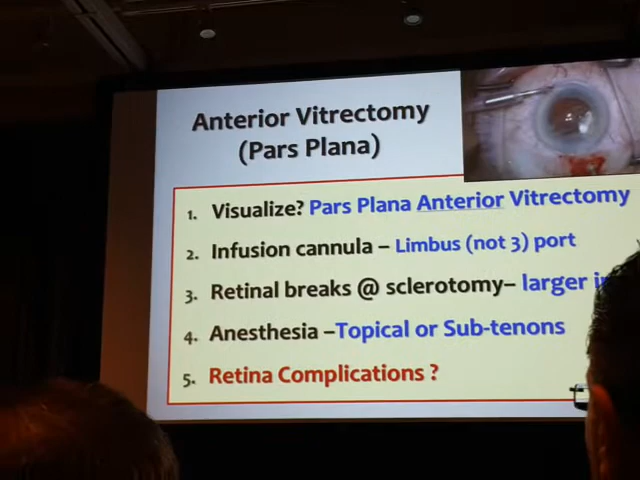 Anterior Vitrectomy
(Pars Plana)
1. Visualize? Pars Plana Anterior Vitrectomy
2. Infusion cannula – Limbus (not 3) port
3. Retinal breaks @ sclerotomy– larger
4. Anesthesia –Topical or Sub-tenons
5. Retina Complications ?